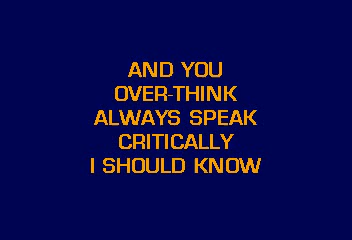 AND YOU
OVER-THINK
ALWAYS SPEAK
CRITICALLY
I SHOULD KNOW